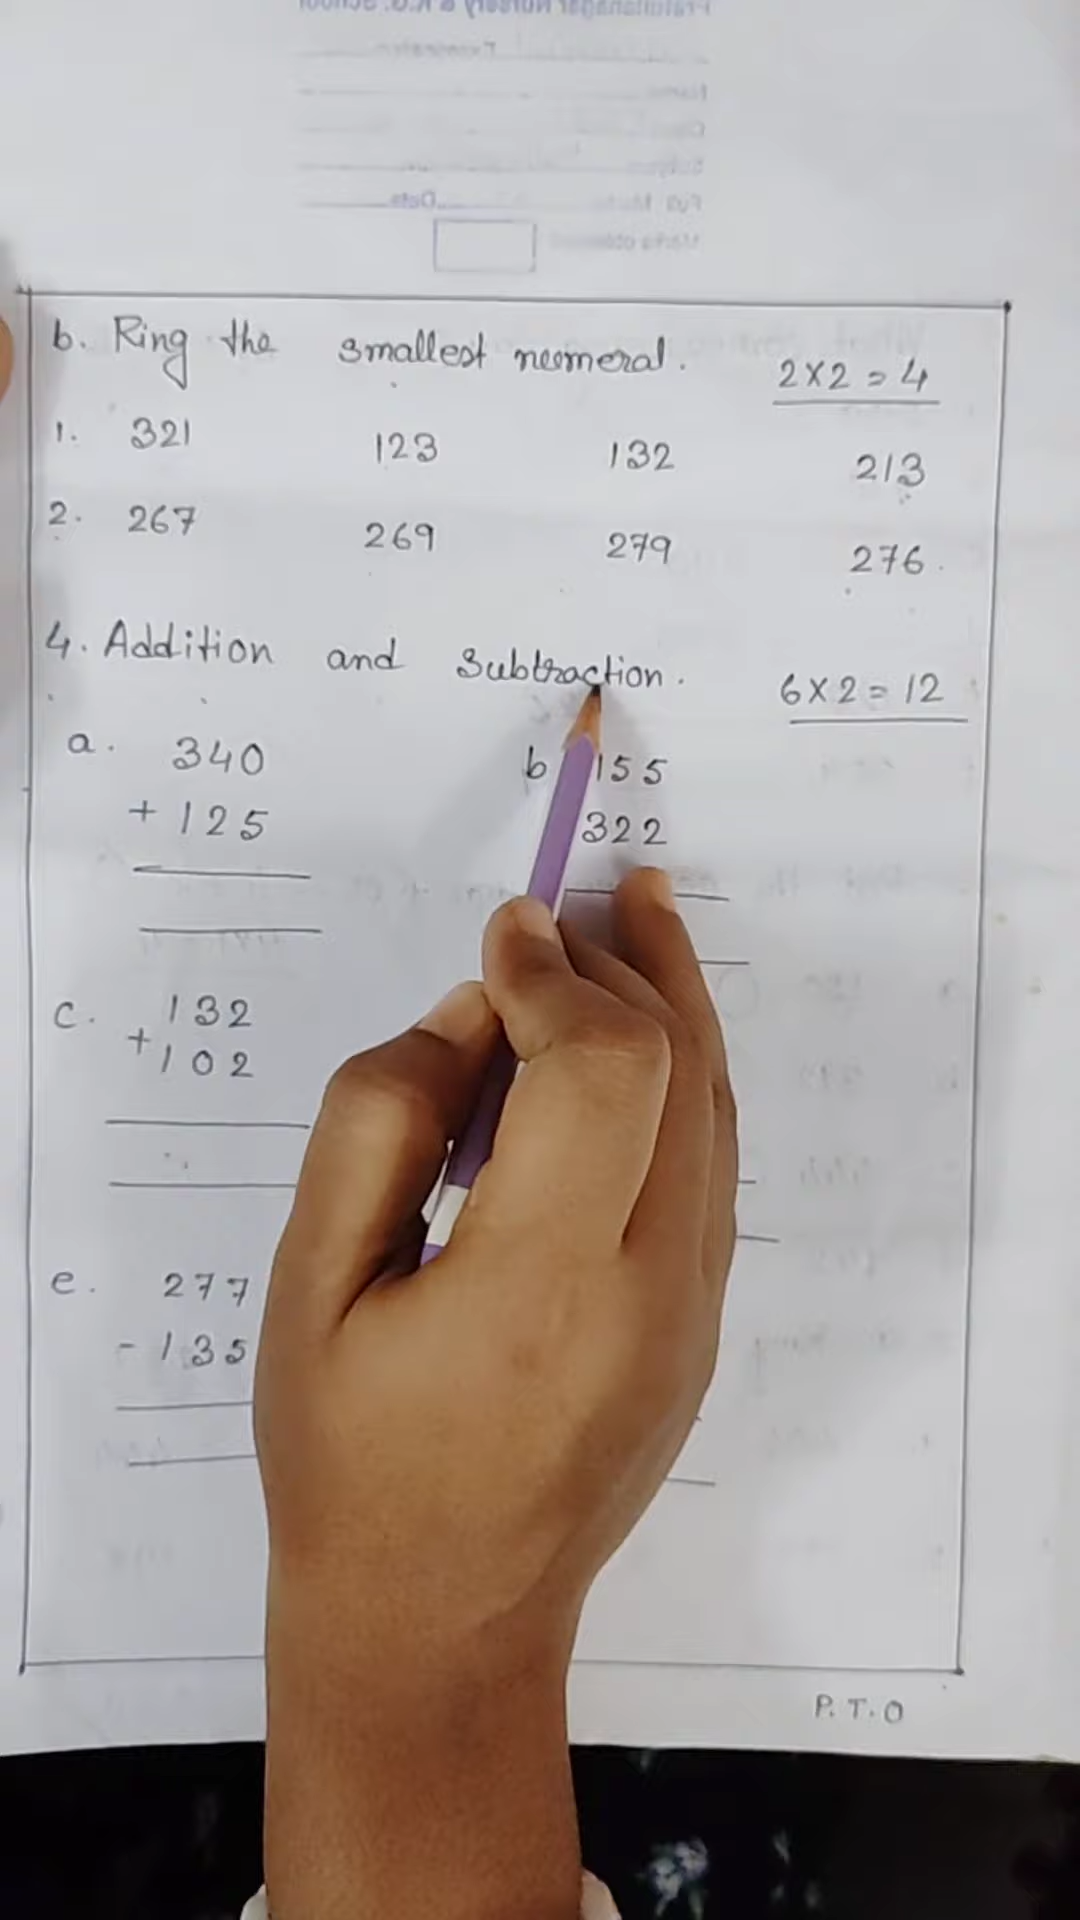 b. Ring the smallest neumeral. 2×2=4
1. 321 123 132 213
2. 267 269 279 276
4. Addition and Subtraction. 6×2=12
a. 340 b 155
+ 125 322
c. 132
+ 102
e. 277
- 135
P.T.O